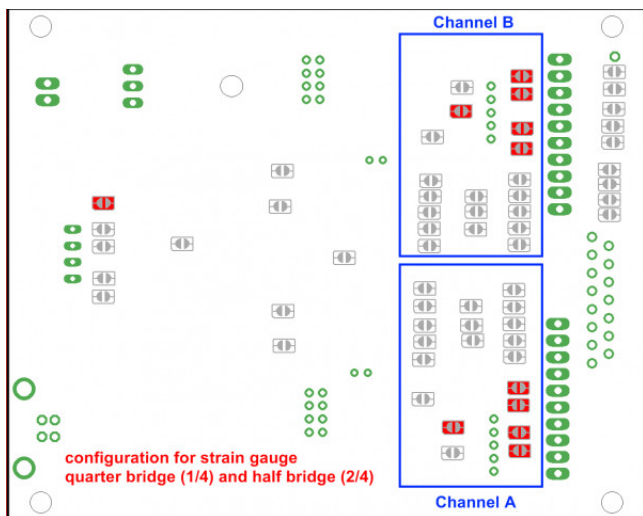 Channel B
configuration for strain gauge
quarter bridge (1/4) and half bridge (2/4)
Channel A